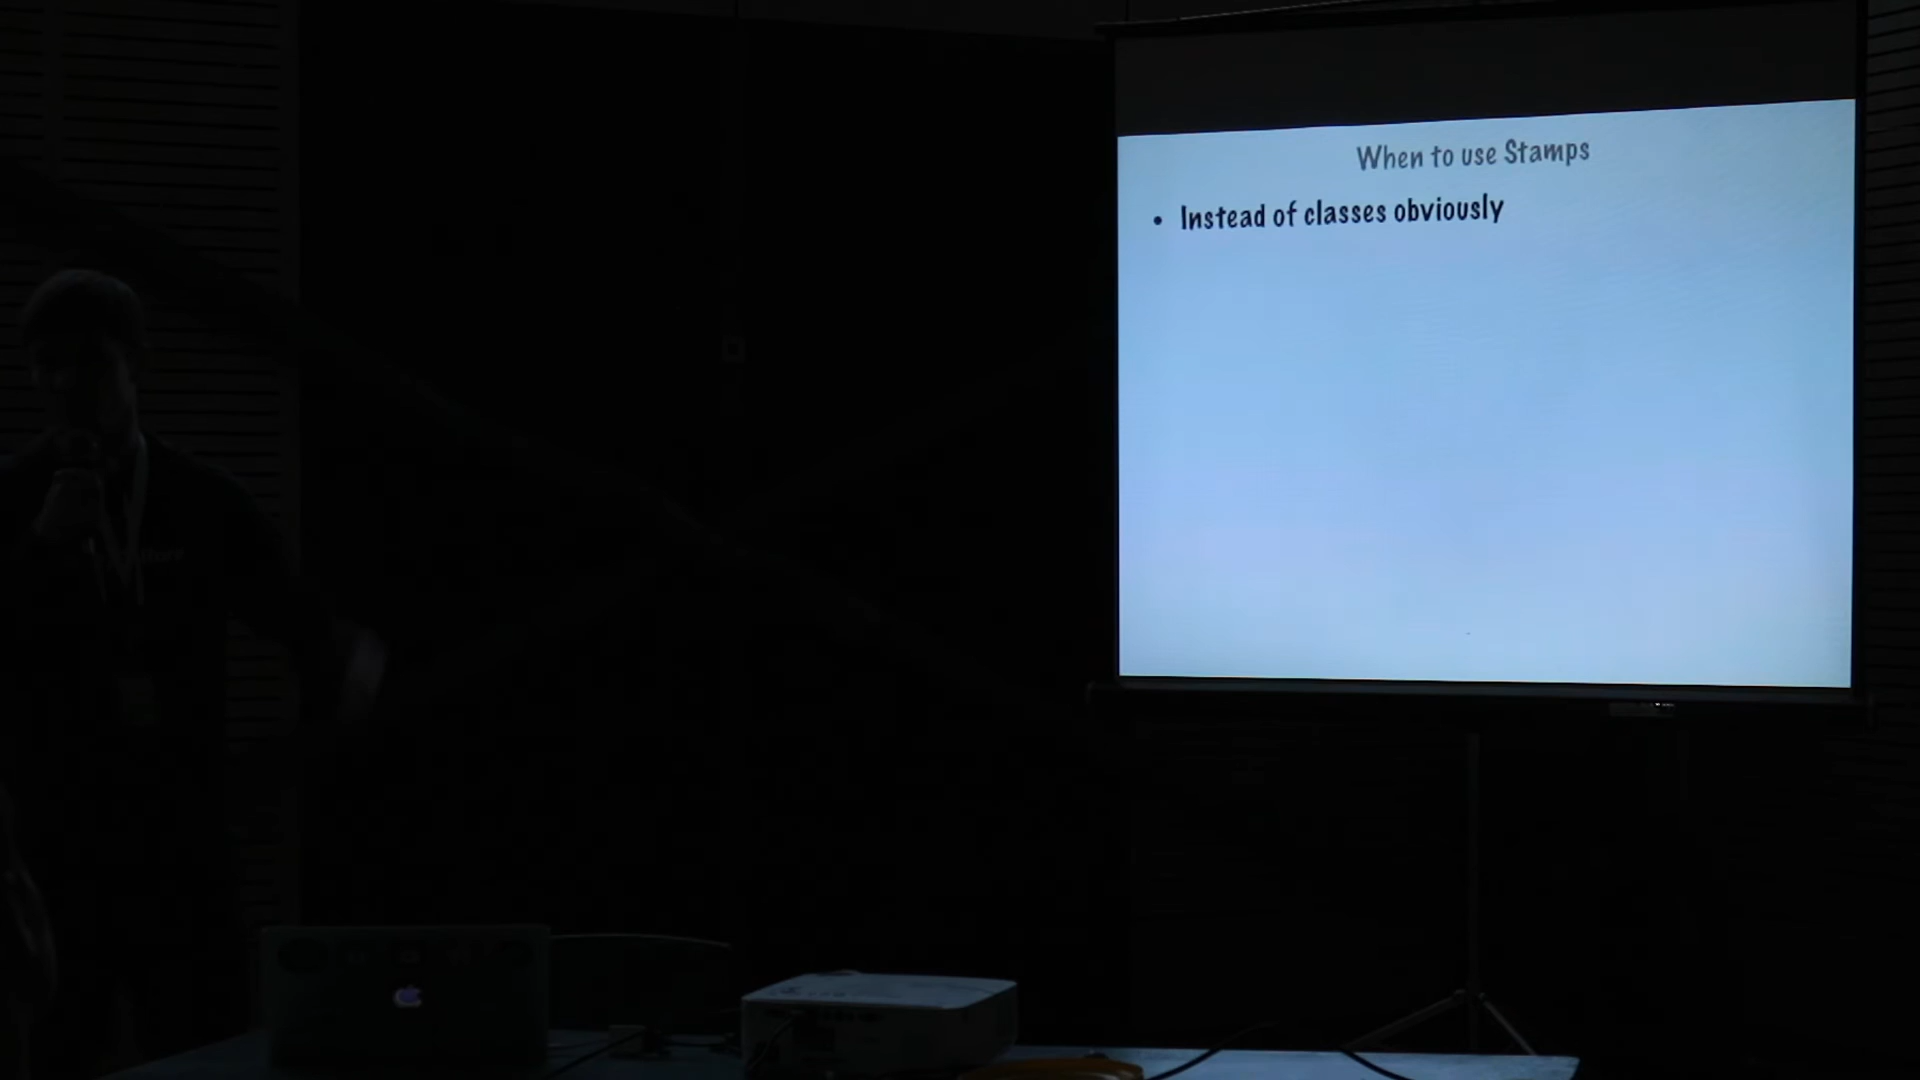 When to use Stamps
• Instead of classes obviously